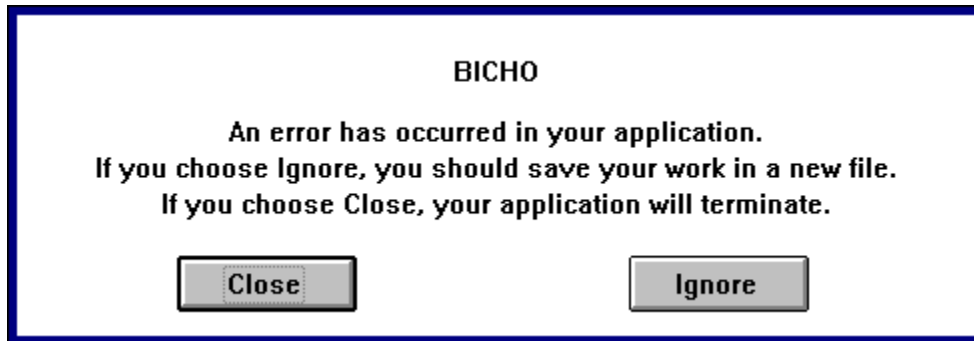 BICHO
An error has occurred in your application.
If you choose Ignore, you should save your work in a new file.
If you choose Close, your application will terminate.
Close
Ignore